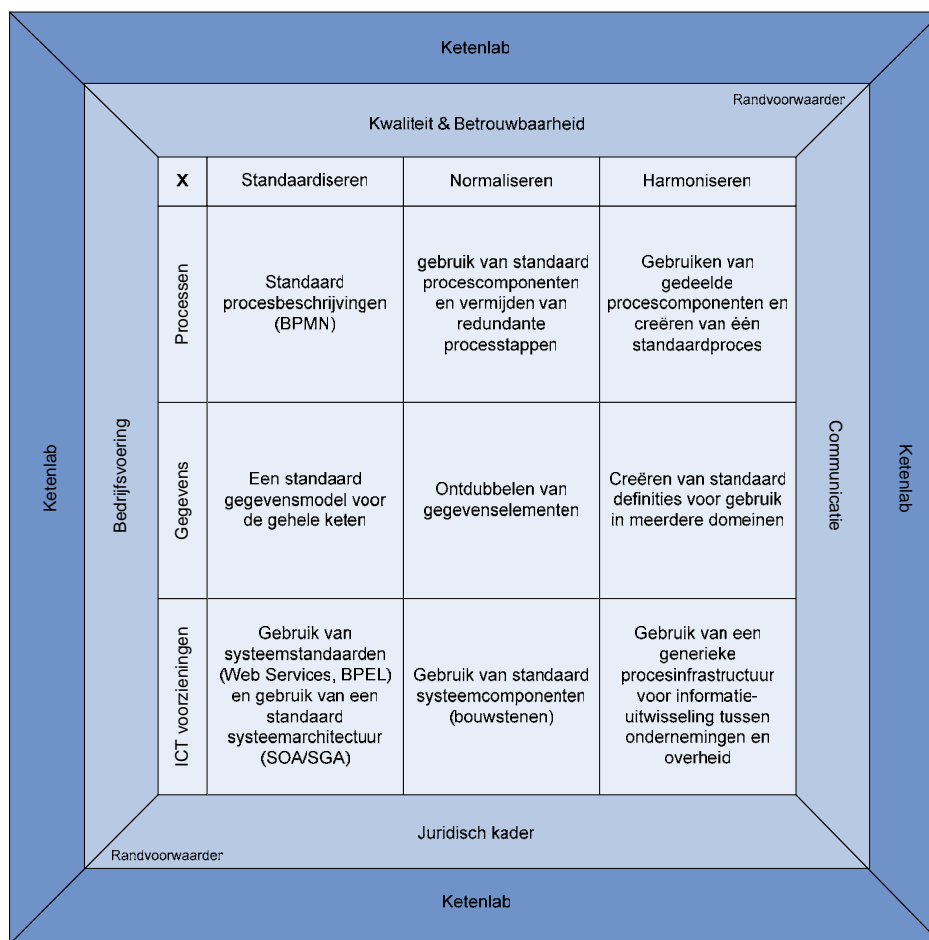 Ketenlab
Randvoorwaarder
Kwaliteit & Betrouwbaarheid
X
Standaardiseren
Normaliseren
Harmoniseren
Processen
Standaard
procesbeschrijvingen
(BPMN)
gebruik van standaard
procescomponenten
en vermijden van
redundante
processtappen
Gebruiken van
gedeelde
procescomponenten en
creëren van één
standaardproces
Ketenlab
Bedrijfsvoering
Gegevens
Een standaard
gegevensmodel voor
de gehele keten
Ontdubbelen van
gegevenselementen
Creëren van standaard
definities voor gebruik
in meerdere domeinen
Communicatie
Ketenlab
ICT voorzieningen
Gebruik van
systeemstandaarden
(Web Services, BPEL)
en gebruik van een
standaard
systeemarchitectuur
(SOA/SGA)
Gebruik van standaard
systeemcomponenten
(bouwstenen)
Gebruik van een
generieke
procesinfrastructuur
voor informatie-
uitwisseling tussen
ondernemingen en
overheid
Juridisch kader
Randvoorwaarder
Ketenlab